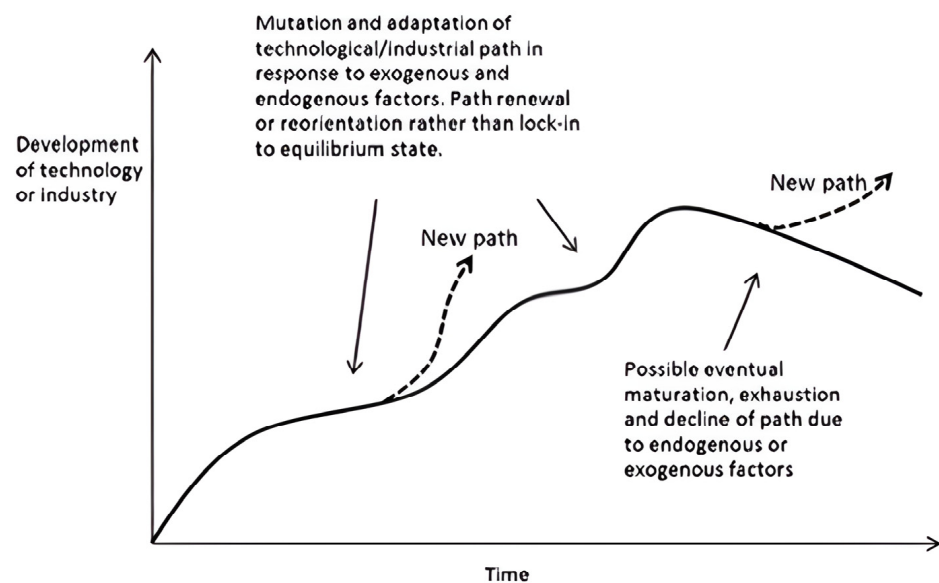 Mutation and adaptation of
technological/industrial path in
response to exogenous and
endogenous factors. Path renewal
or reorientation rather than lock-in
to equilibrium state.
Development
of technology
or industry
New path
New path
Possible eventual
maturation, exhaustion
and decline of path due
to endogenous or
exogenous factors
Time